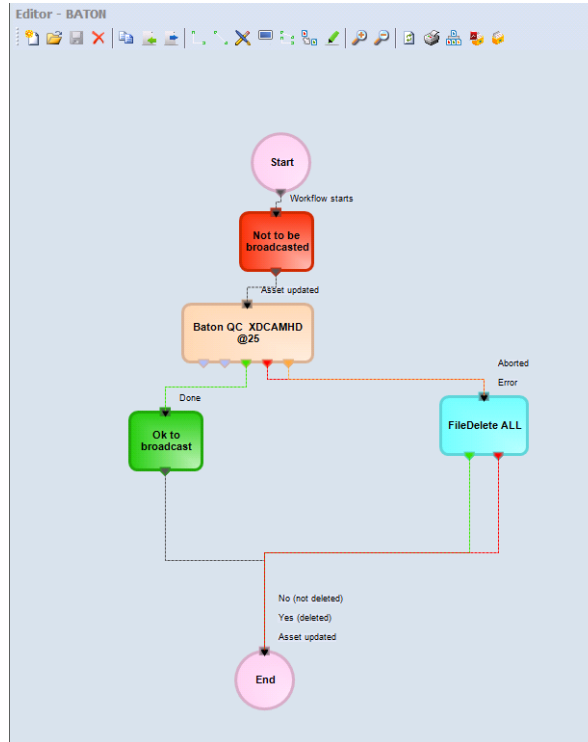 Editor - BATON
Start
Workflow starts
Not to be
broadcasted
Asset updated
Baton QC XDCAMHD
@25
Aborted
Error
Done
Ok to
broadcast
FileDelete ALL
No (not deleted)
Yes (deleted)
Asset updated
End